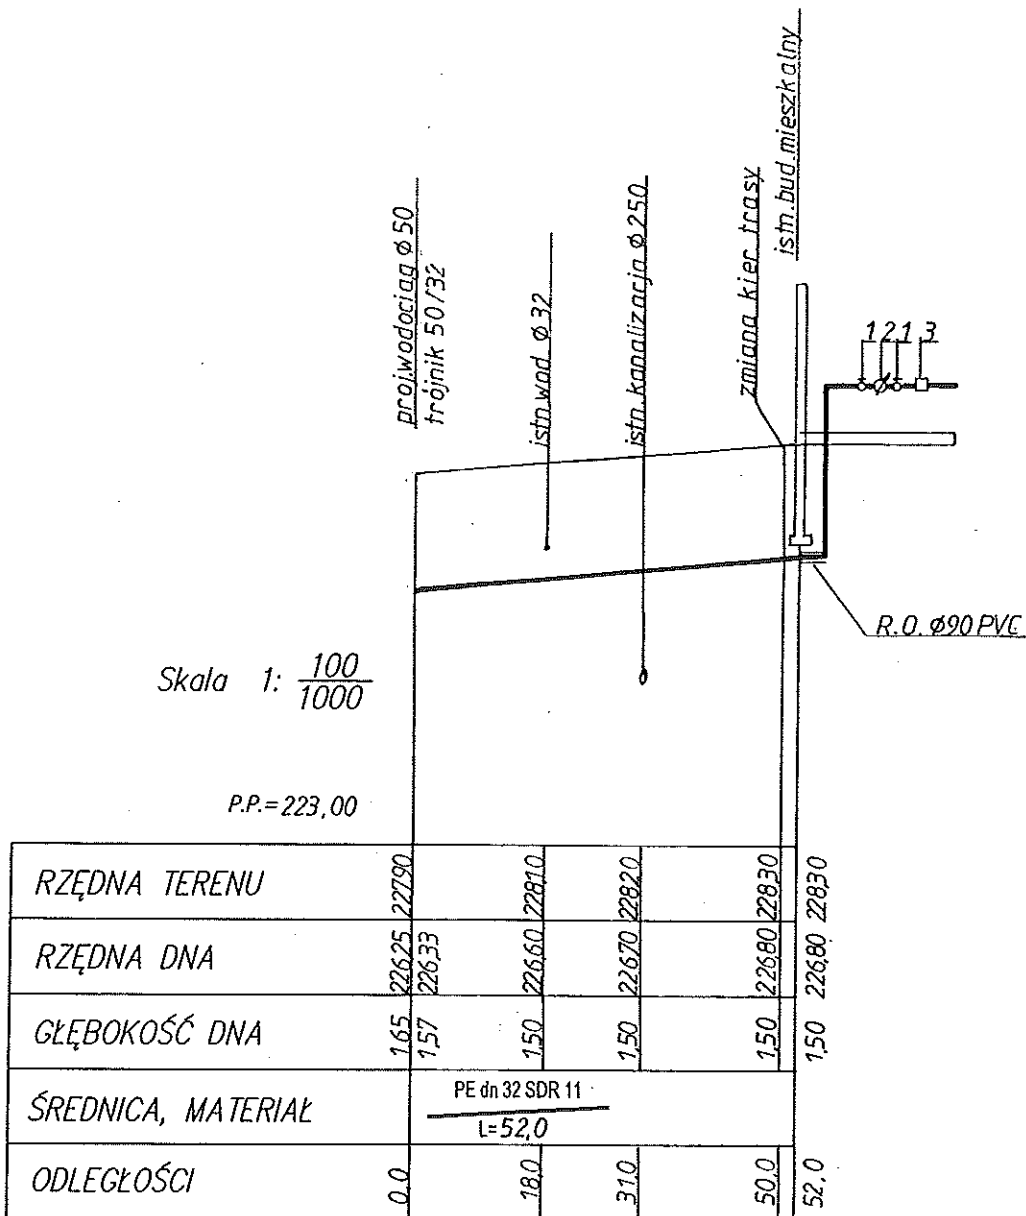 proj.wodociąg Ø 50
trójnik 50/32
istn.wod. Ø 32
istn.kanalizacja Ø 250
zmiana kier. trasy
istn.bud.mieszkalny
1 2 1 3
R.O. Ø90 PVC
Skala 1: 100/1000
P.P.=223,00
RZĘDNA TERENU 227,90 228,10 228,20 228,30 228,30
RZĘDNA DNA 226,25 226,33 226,60 226,70 226,80 226,80
GŁĘBOKOŚĆ DNA 1,65 1,57 1,50 1,50 1,50 1,50
ŚREDNICA, MATERIAŁ PE dn 32 SDR 11
L=52,0
ODLEGŁOŚCI 0.0 18,0 31,0 50,0 52,0